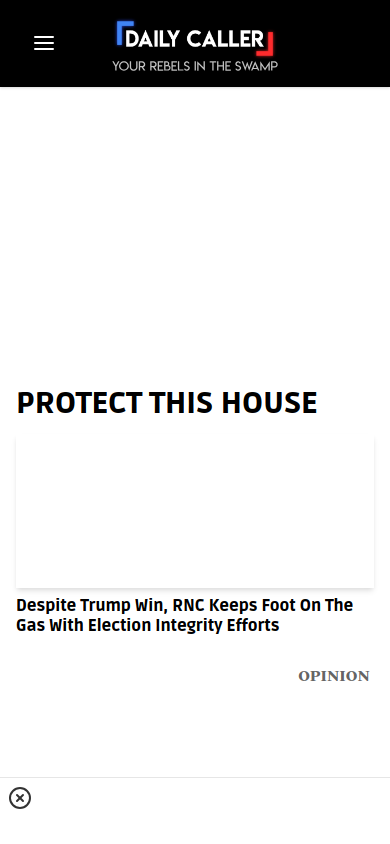 DAILY CALLER
YOUR REBELS IN THE SWAMP
PROTECT THIS HOUSE
Despite Trump Win, RNC Keeps Foot On The
Gas With Election Integrity Efforts
OPINION